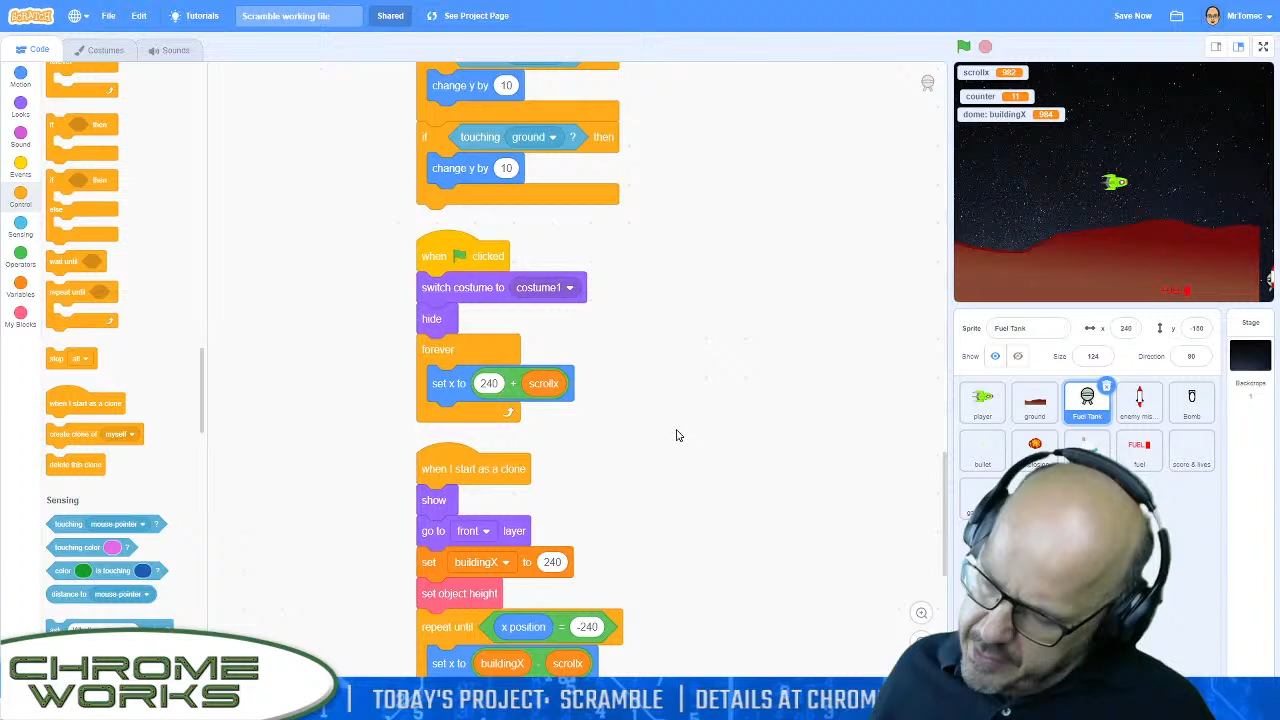 SCRATCH
File
Edit
Tutorials
Scramble working file
Shared
See Project Page
Save Now
MrTomec
Code
Costumes
Sounds
Motion
Looks
Sound
Events
Control
Sensing
Operators
Variables
My Blocks
if then
if then
else
wait until
repeat until
stop all
when I start as a clone
create clone of myself
delete this clone
Sensing
touching mouse-pointer ?
touching color ?
color is touching ?
distance to mouse-pointer
change y by 10
if touching ground ? then
change y by 10
when clicked
switch costume to costume1
hide
forever
set x to 240 + scrollx
when I start as a clone
show
go to front layer
set buildingX to 240
set object height
repeat until x position = -240
set x to buildingX - scrollx
scrollx 982
counter 11
dome: buildingX 984
Sprite Fuel Tank x 240 y -160
Show Size 124 Direction 90
Stage
Backdrops
1
player
ground
Fuel Tank
enemy mis...
Bomb
bullet
FUEL
fuel
score & lives
CHROME
WORKS
TODAY'S PROJECT: SCRAMBLE | DETAILS AT CHROM